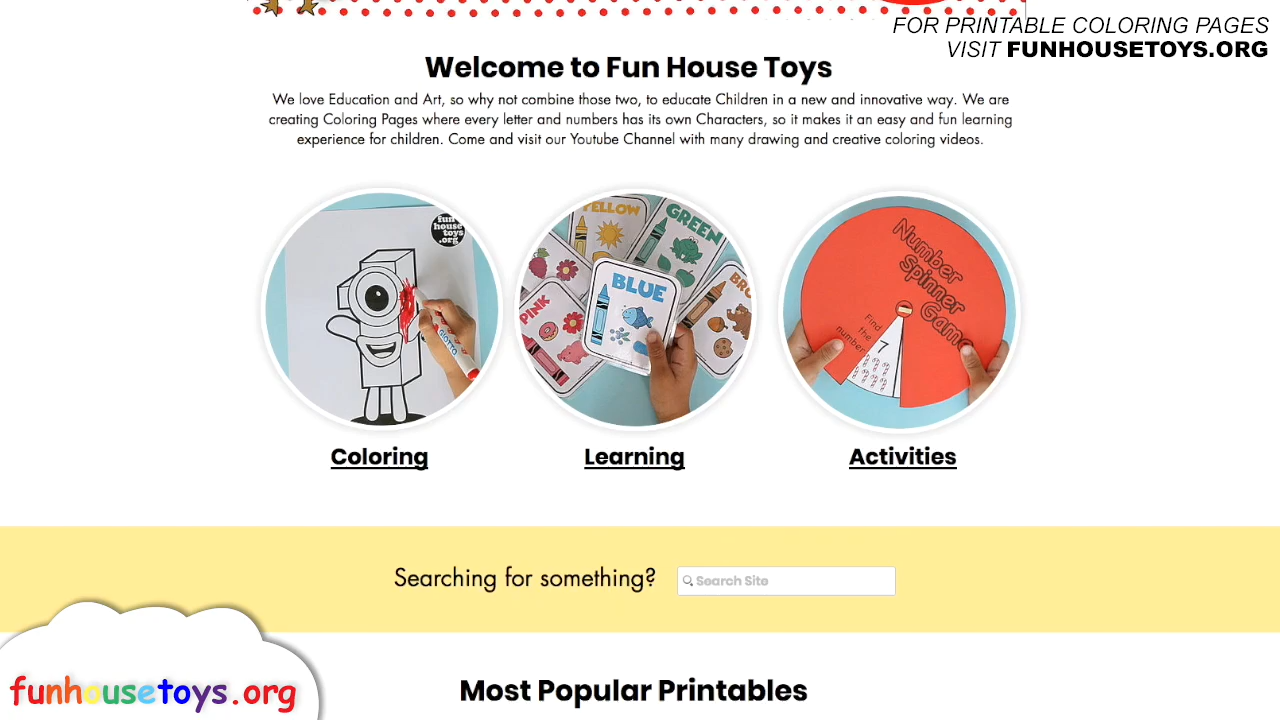 FOR PRINTABLE COLORING PAGES
VISIT FUNHOUSETOYS.ORG
Welcome to Fun House Toys
We love Education and Art, so why not combine those two, to educate Children in a new and innovative way. We are
creating Coloring Pages where every letter and numbers has its own Characters, so it makes it an easy and fun learning
experience for children. Come and visit our Youtube Channel with many drawing and creative coloring videos.
fun
house
toys
.org
GIOTTO
YELLOW
GREEN
BLUE
PINK
BRO
Number
Spinner
Game
Find
the
number
7
Coloring
Learning
Activities
Searching for something?
Search Site
funhousetoys.org
Most Popular Printables